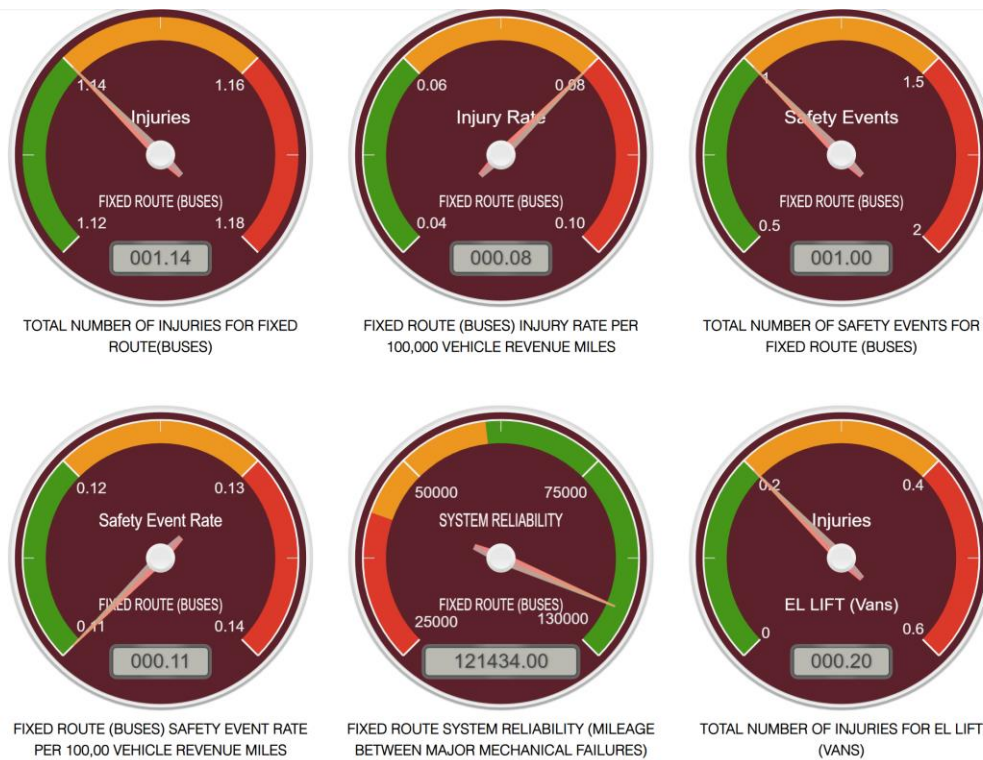 1.14
1.16
Injuries
FIXED ROUTE (BUSES)
1.12
1.18
001.14
TOTAL NUMBER OF INJURIES FOR FIXED
ROUTE(BUSES)
0.06
0.08
Injury Rate
FIXED ROUTE (BUSES)
0.04
0.10
000.08
FIXED ROUTE (BUSES) INJURY RATE PER
100,000 VEHICLE REVENUE MILES
1
1.5
Safety Events
FIXED ROUTE (BUSES)
0.5
2
001.00
TOTAL NUMBER OF SAFETY EVENTS FOR
FIXED ROUTE (BUSES)
0.12
0.13
Safety Event Rate
FIXED ROUTE (BUSES)
0.11
0.14
000.11
FIXED ROUTE (BUSES) SAFETY EVENT RATE
PER 100,00 VEHICLE REVENUE MILES
50000
75000
SYSTEM RELIABILITY
FIXED ROUTE (BUSES)
25000
130000
121434.00
FIXED ROUTE SYSTEM RELIABILITY (MILEAGE
BETWEEN MAJOR MECHANICAL FAILURES)
0.2
0.4
Injuries
EL LIFT (Vans)
0
0.6
000.20
TOTAL NUMBER OF INJURIES FOR EL LIFT
(VANS)